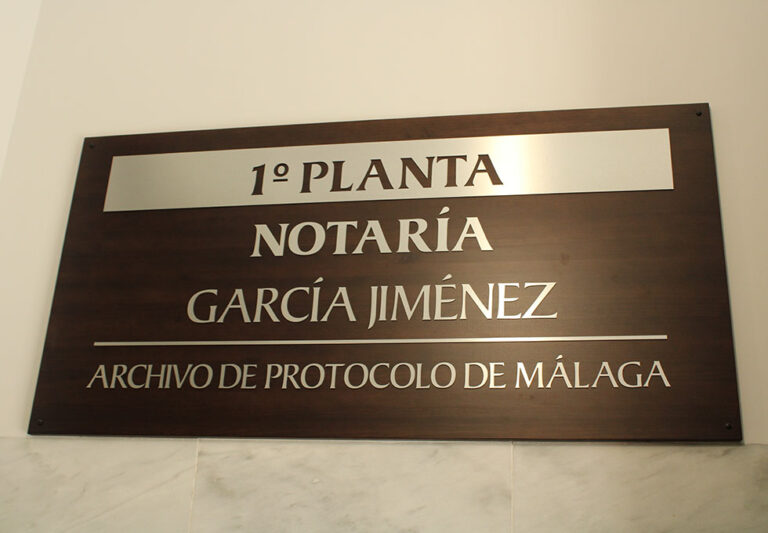 1º PLANTA
NOTARÍA
GARCÍA JIMÉNEZ
ARCHIVO DE PROTOCOLO DE MÁLAGA